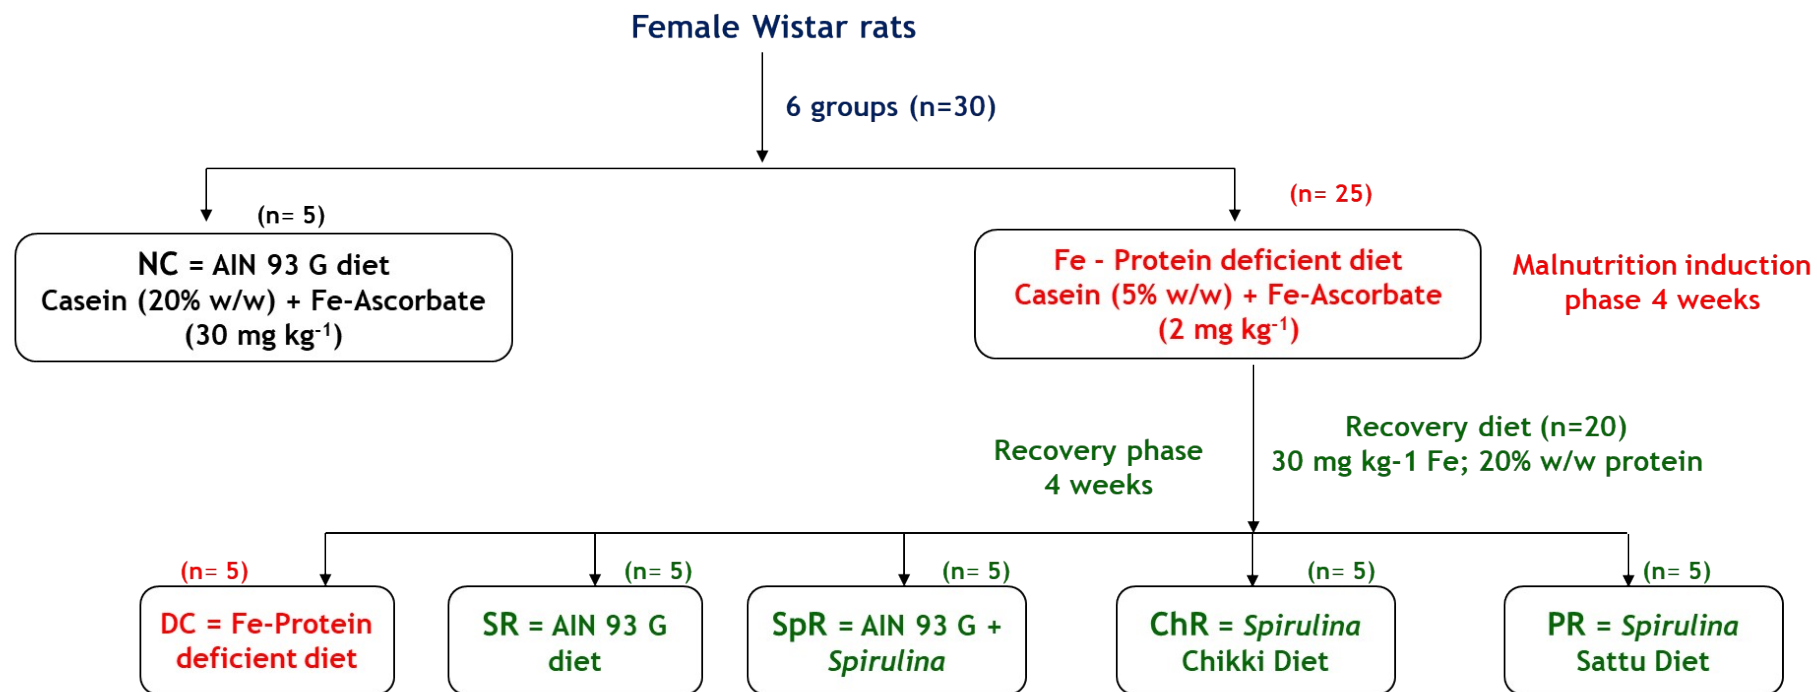 Female Wistar rats
6 groups (n=30)
(n= 5)
NC = AIN 93 G diet
Casein (20% w/w) + Fe-Ascorbate
(30 mg kg⁻¹)
(n= 25)
Fe - Protein deficient diet
Casein (5% w/w) + Fe-Ascorbate
(2 mg kg⁻¹)
Malnutrition induction
phase 4 weeks
Recovery phase
4 weeks
Recovery diet (n=20)
30 mg kg-1 Fe; 20% w/w protein
(n= 5)
DC = Fe-Protein
deficient diet
(n= 5)
SR = AIN 93 G
diet
(n= 5)
SpR = AIN 93 G +
Spirulina
(n= 5)
ChR = Spirulina
Chikki Diet
(n= 5)
PR = Spirulina
Sattu Diet